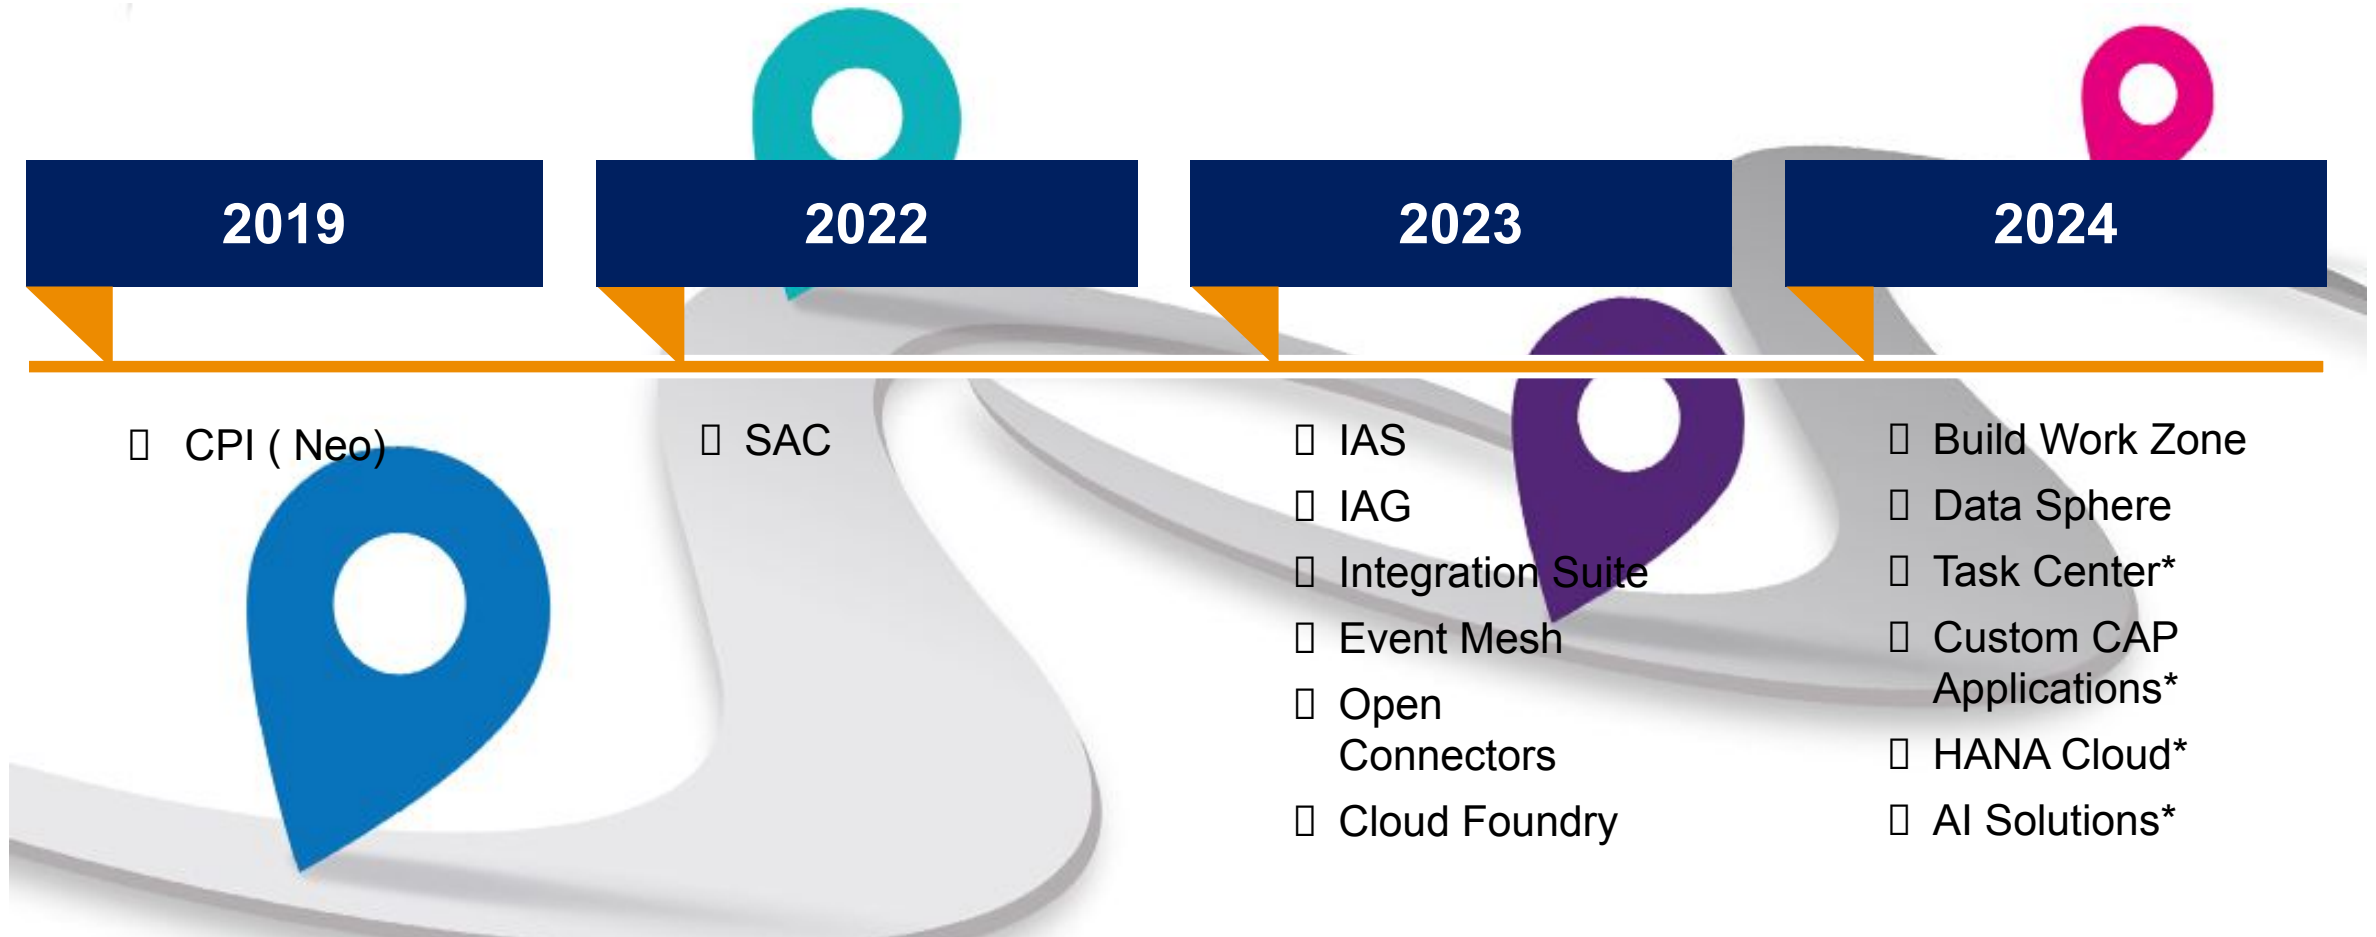 2019
CPI ( Neo)
2022
SAC
2023
IAS
IAG
Integration Suite
Event Mesh
Open
Connectors
Cloud Foundry
2024
Build Work Zone
Data Sphere
Task Center*
Custom CAP
Applications*
HANA Cloud*
AI Solutions*